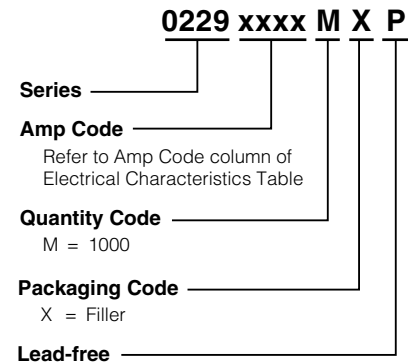 0229 xxxx M X P
Series
Amp Code
Refer to Amp Code column of
Electrical Characteristics Table
Quantity Code
M = 1000
Packaging Code
X = Filler
Lead-free